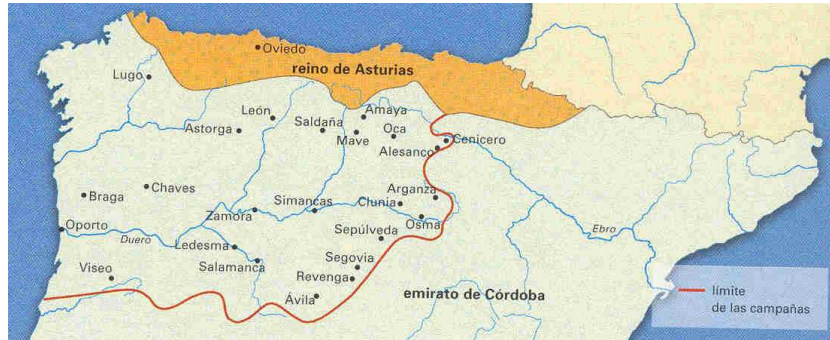 Oviedo
reino de Asturias
Lugo
León
Amaya
Saldaña
Astorga
Mave
Oca
Cenicero
Alesanco
Chaves
Braga
Arganza
Simancas
Clunia
Zamora
Oporto
Osma
Duero
Sepúlveda
Ebro
Ledesma
Viseo
Salamanca
Segovia
Revenga
Ávila
emirato de Córdoba
límite
de las campañas